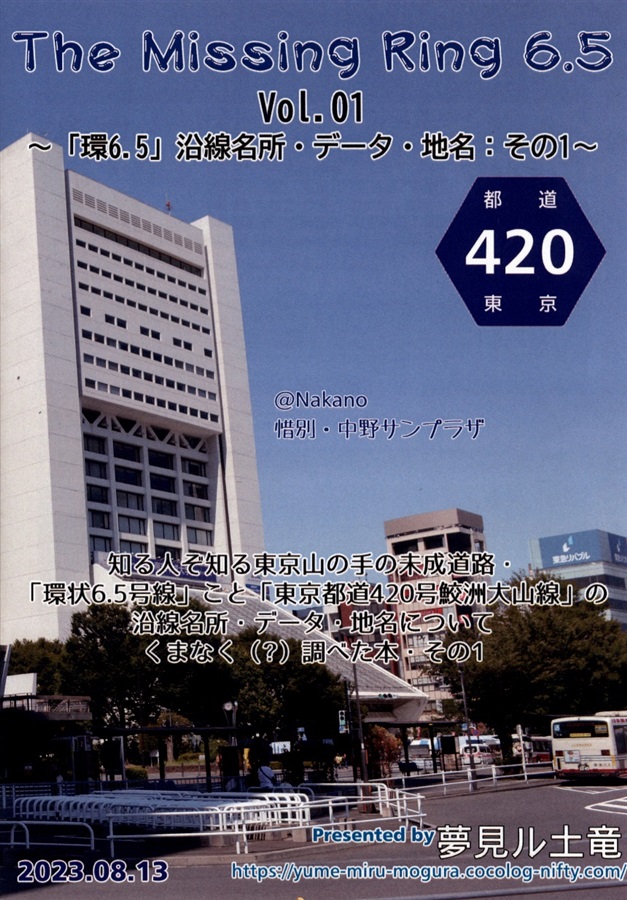 The Missing Ring 6.5
Vol.01
～「環6.5」沿線名所・データ・地名：その1～
都 道
420
東 京
@Nakano
惜別・中野サンプラザ
東急リバブル
知る人ぞ知る東京山の手の未成道路・
「環状6.5号線」こと「東京都道420号鮫洲大山線」の
沿線名所・データ・地名について
くまなく（?）調べた本・その1
Presented by 夢見ル土竜
2023.08.13
https://yume-miru-mogura.cocolog-nifty.com/